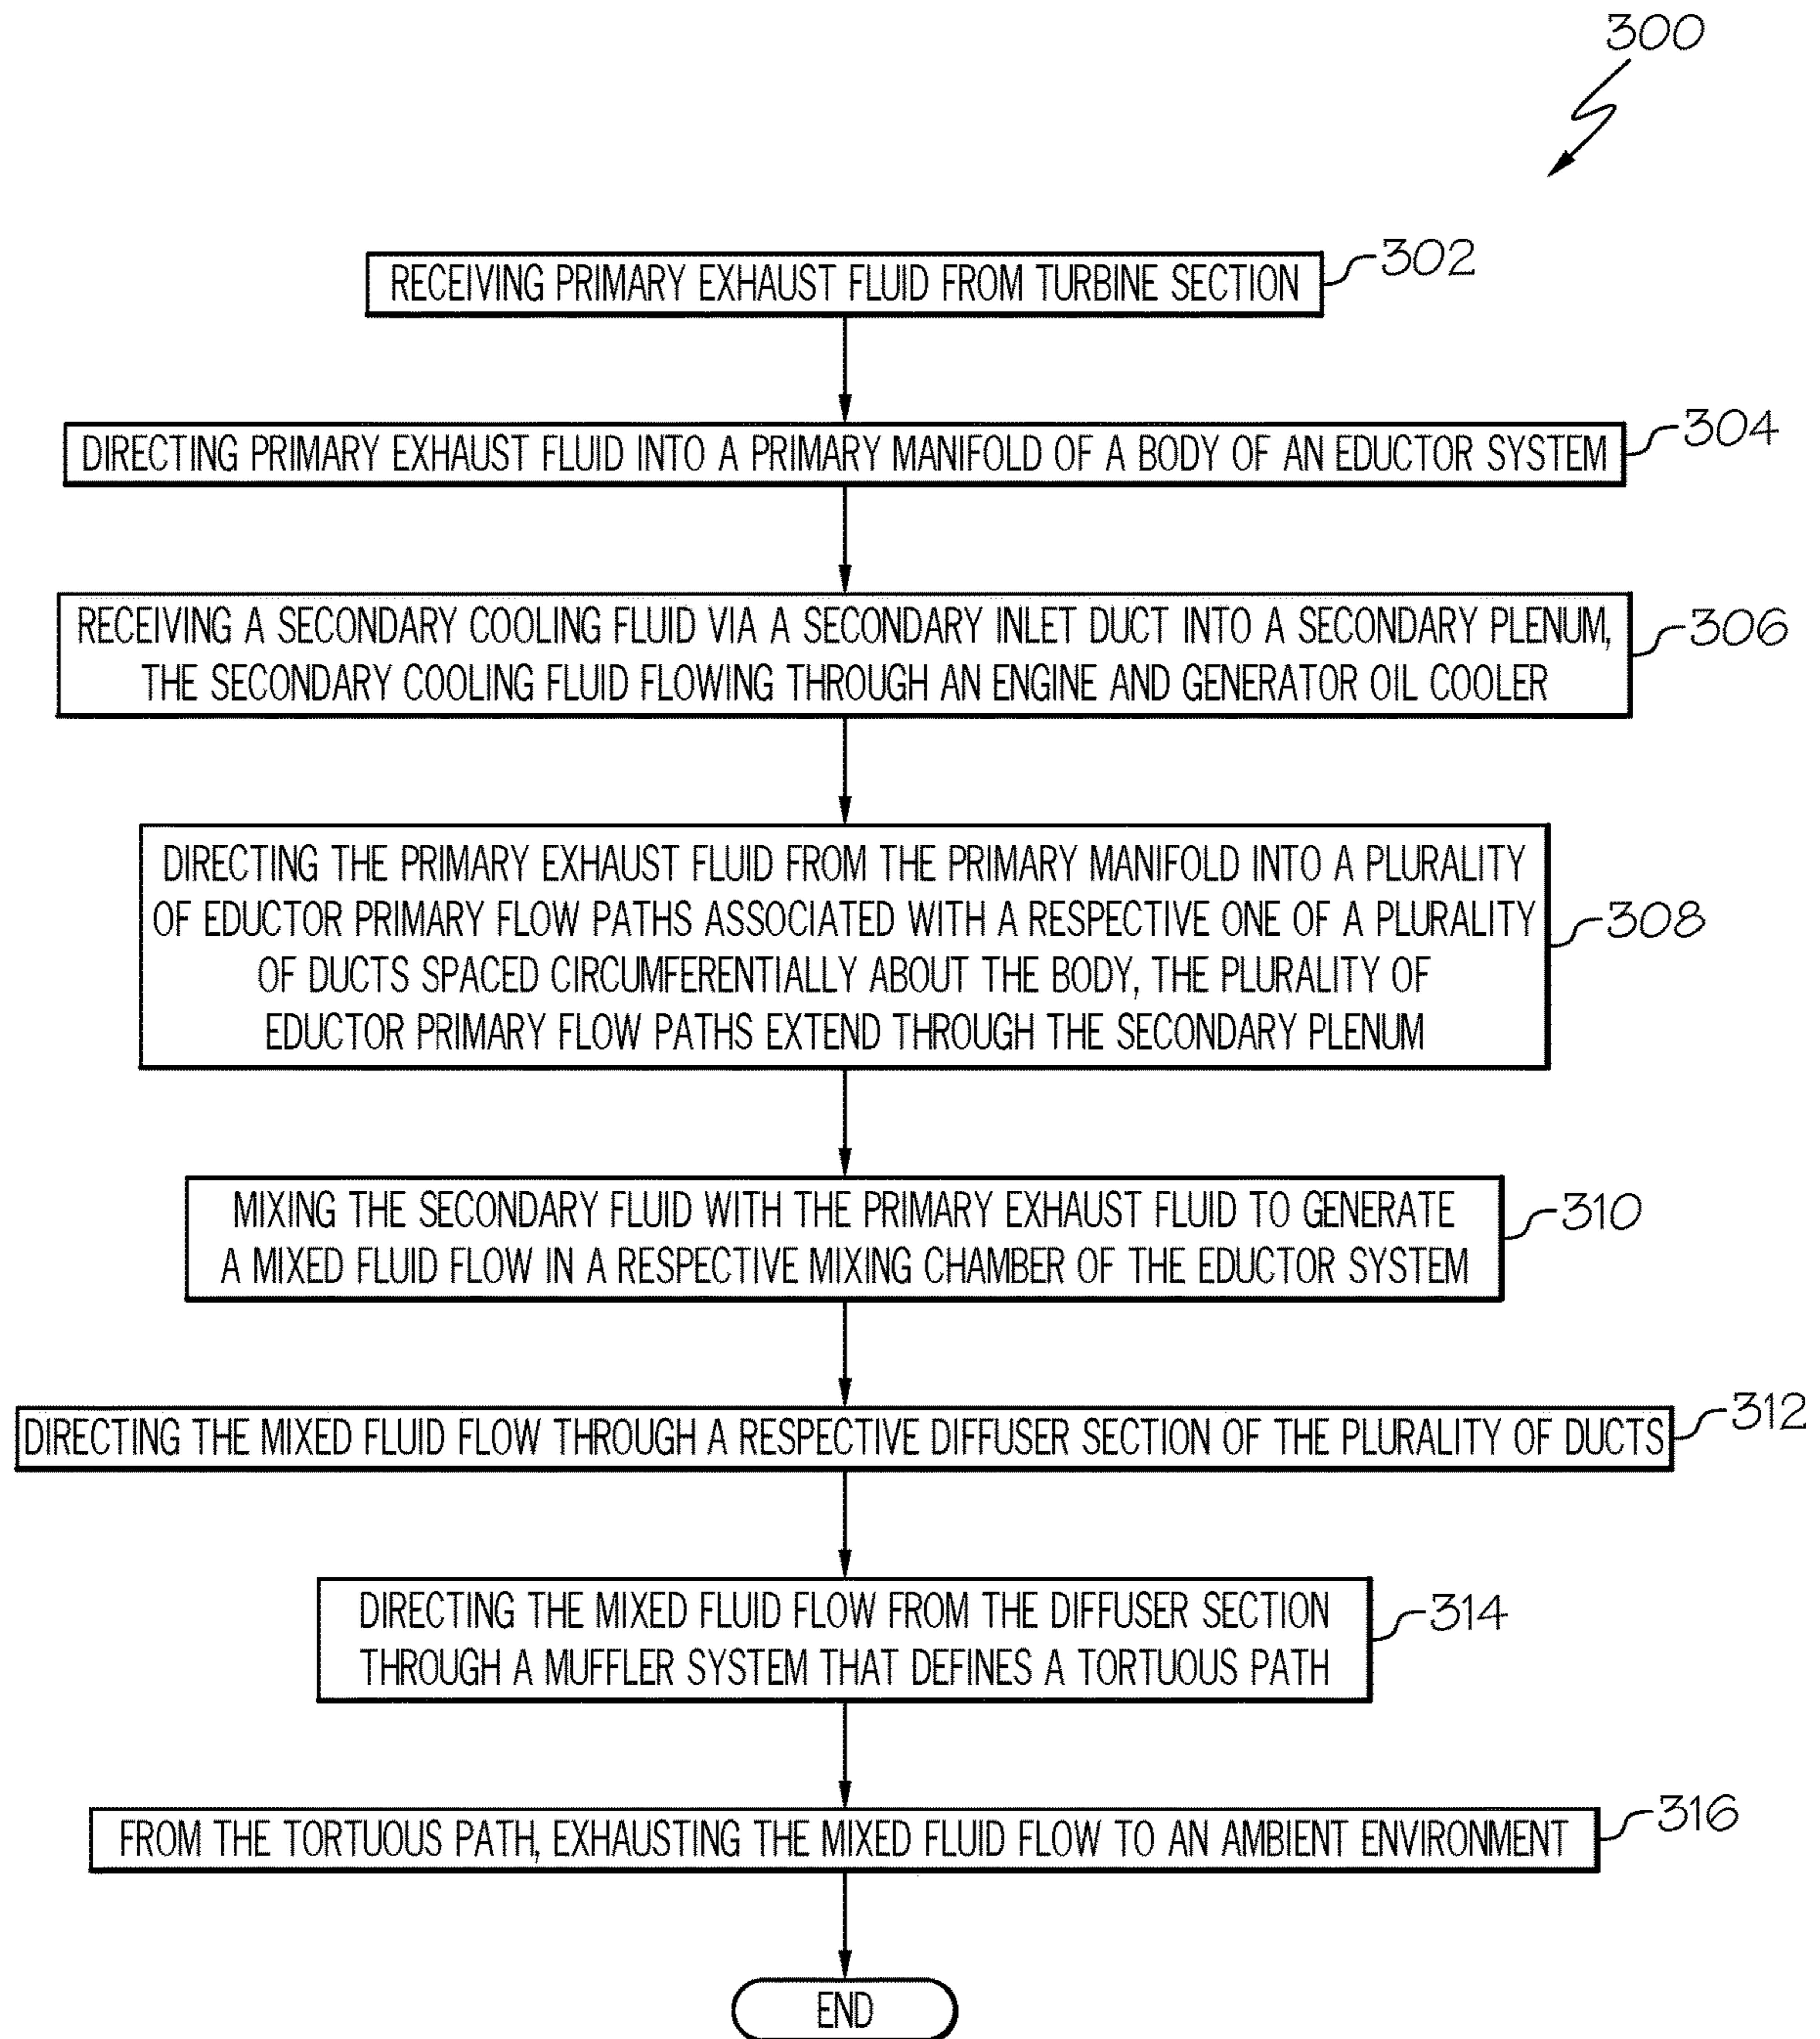 300
RECEIVING PRIMARY EXHAUST FLUID FROM TURBINE SECTION
302
DIRECTING PRIMARY EXHAUST FLUID INTO A PRIMARY MANIFOLD OF A BODY OF AN EDUCTOR SYSTEM
304
RECEIVING A SECONDARY COOLING FLUID VIA A SECONDARY INLET DUCT INTO A SECONDARY PLENUM,
THE SECONDARY COOLING FLUID FLOWING THROUGH AN ENGINE AND GENERATOR OIL COOLER
306
DIRECTING THE PRIMARY EXHAUST FLUID FROM THE PRIMARY MANIFOLD INTO A PLURALITY
OF EDUCTOR PRIMARY FLOW PATHS ASSOCIATED WITH A RESPECTIVE ONE OF A PLURALITY
OF DUCTS SPACED CIRCUMFERENTIALLY ABOUT THE BODY, THE PLURALITY OF
EDUCTOR PRIMARY FLOW PATHS EXTEND THROUGH THE SECONDARY PLENUM
308
MIXING THE SECONDARY FLUID WITH THE PRIMARY EXHAUST FLUID TO GENERATE
A MIXED FLUID FLOW IN A RESPECTIVE MIXING CHAMBER OF THE EDUCTOR SYSTEM
310
DIRECTING THE MIXED FLUID FLOW THROUGH A RESPECTIVE DIFFUSER SECTION OF THE PLURALITY OF DUCTS
312
DIRECTING THE MIXED FLUID FLOW FROM THE DIFFUSER SECTION
THROUGH A MUFFLER SYSTEM THAT DEFINES A TORTUOUS PATH
314
FROM THE TORTUOUS PATH, EXHAUSTING THE MIXED FLUID FLOW TO AN AMBIENT ENVIRONMENT
316
END